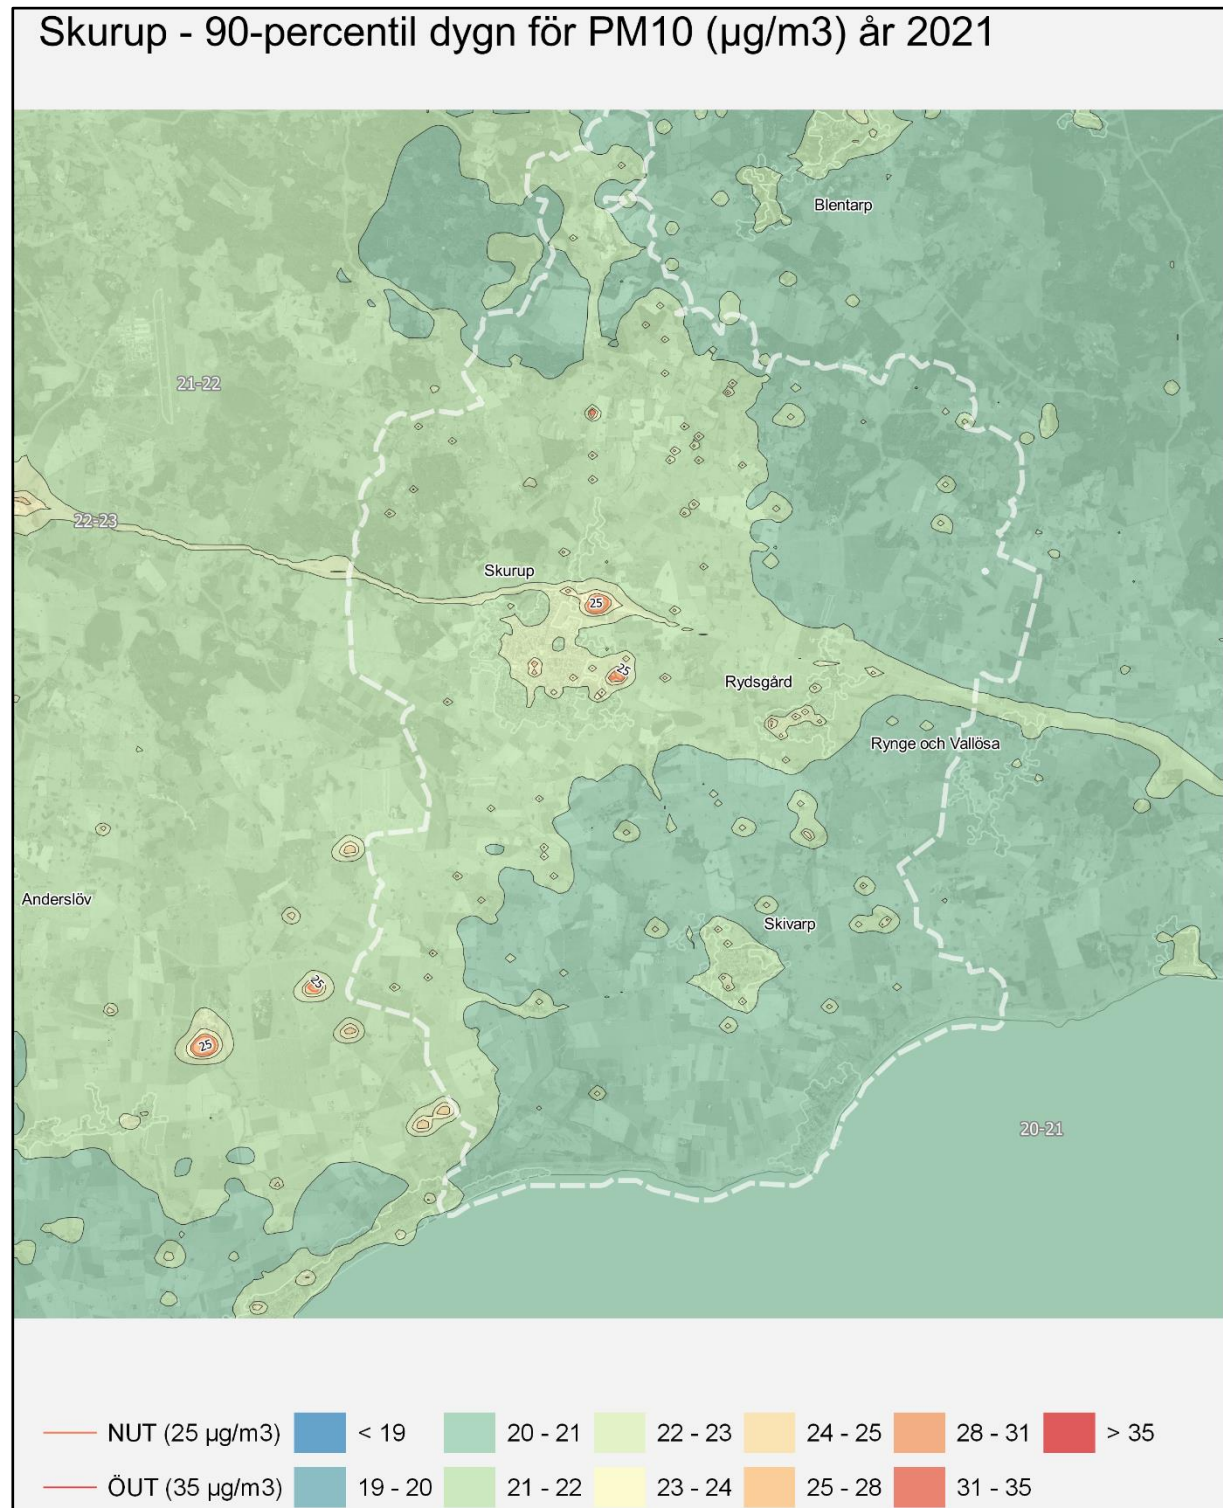 Skurup - 90-percentil dygn för PM10 (µg/m3) år 2021
Blentarp
21-22
22-23
Skurup
25
25
Rydsgård
Rynge och Vallösa
Anderslöv
Skivarp
25
25
20-21
NUT (25 µg/m3)
< 19
20 - 21
22 - 23
24 - 25
28 - 31
> 35
ÖUT (35 µg/m3)
19 - 20
21 - 22
23 - 24
25 - 28
31 - 35